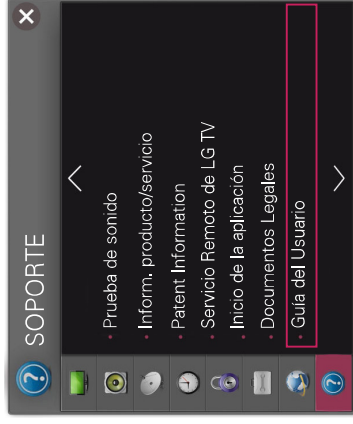 SOPORTE
• Prueba de sonido
• Inform. producto/servicio
• Patent Information
• Servicio Remoto de LG TV
• Inicio de la aplicación
• Documentos Legales
• Guía del Usuario